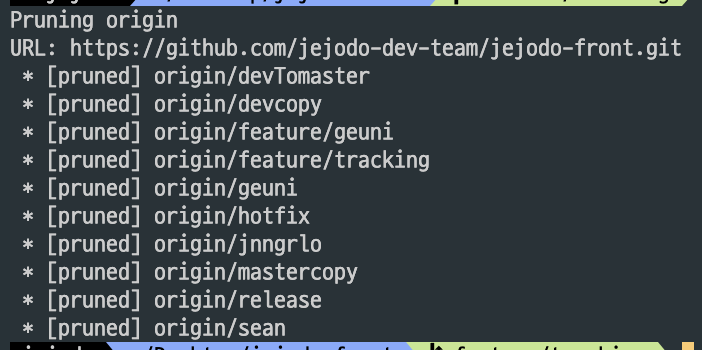 Pruning origin
URL: https://github.com/jejodo-dev-team/jejodo-front.git
* [pruned] origin/devTomaster
* [pruned] origin/devcopy
* [pruned] origin/feature/geuni
* [pruned] origin/feature/tracking
* [pruned] origin/geuni
* [pruned] origin/hotfix
* [pruned] origin/jnngrlo
* [pruned] origin/mastercopy
* [pruned] origin/release
* [pruned] origin/sean